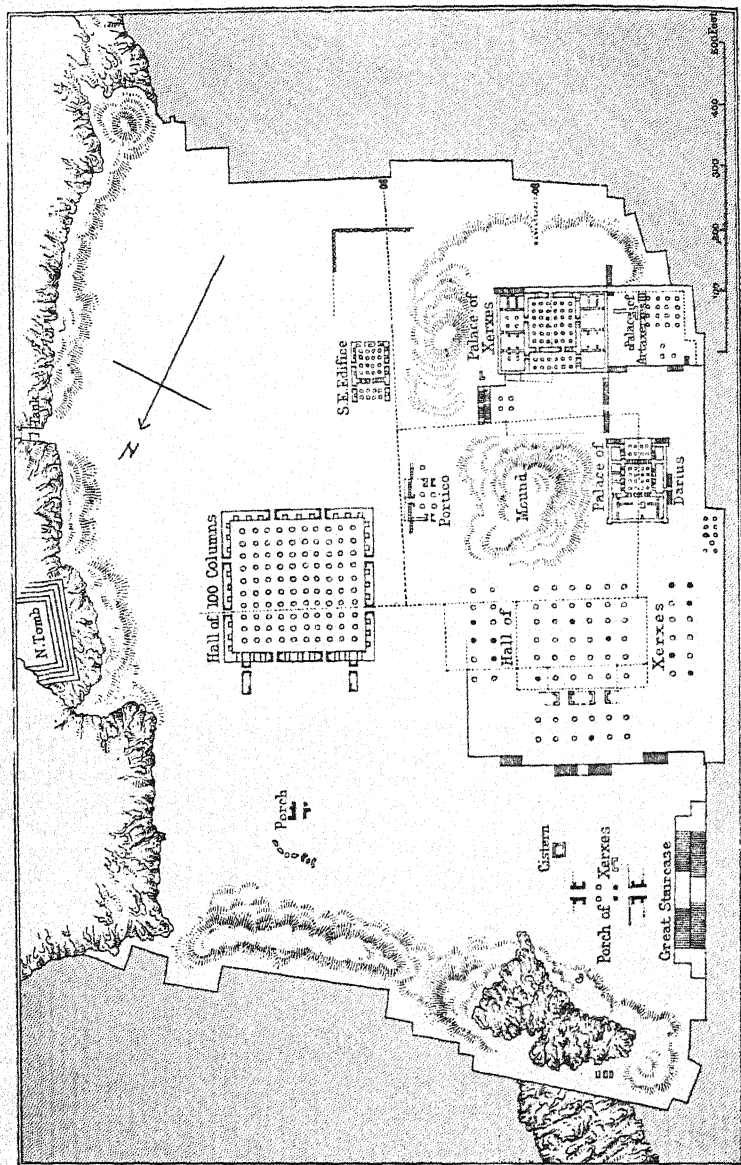 500 Feet
400
300
200
100
N. Tomb
Tank
N
Hall of 100 Columns
S.E. Edifice
Palace of
Xerxes
Palace of
Artaxerxes III
Portico
Mound
Palace of
Darius
Hall of
Xerxes
Porch
Cistern
Porch of Xerxes
Great Staircase